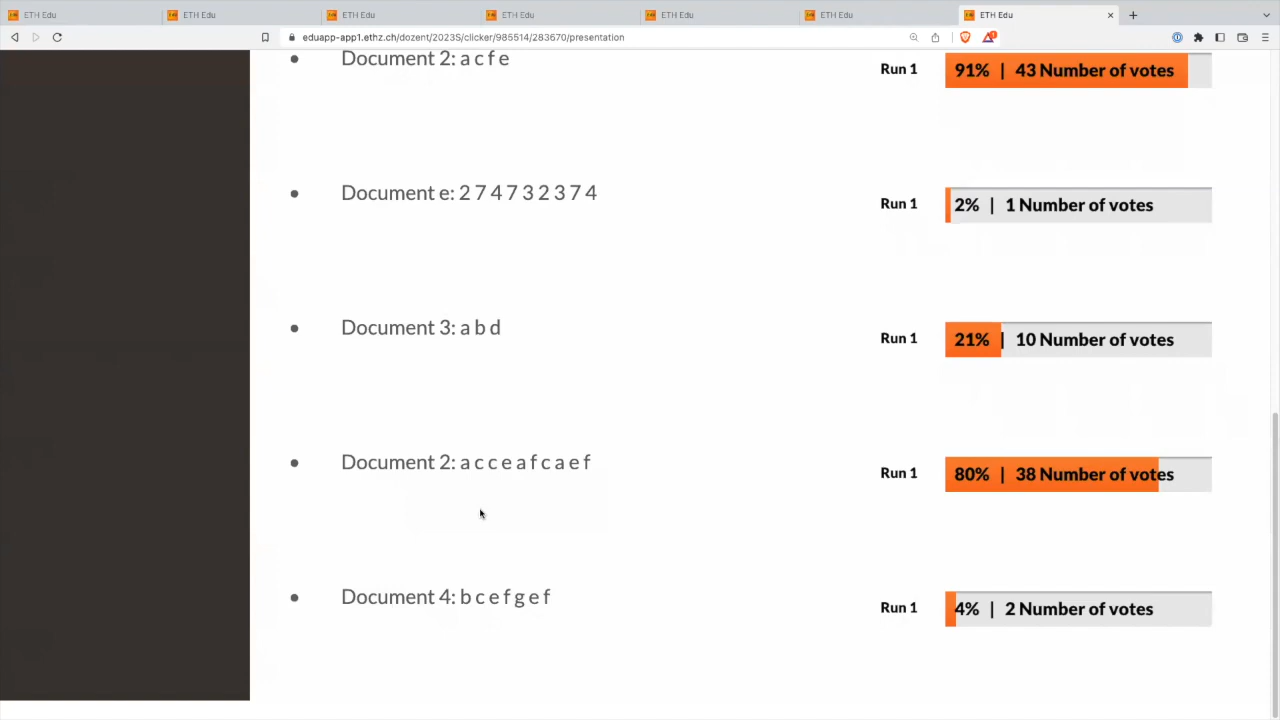 ETH Edu ETH Edu ETH Edu ETH Edu ETH Edu ETH Edu ETH Edu
eduapp-app1.ethz.ch/dozent/2023S/clicker/985514/283670/presentation
Document 2: a c f e
Run 1
91% | 43 Number of votes
Document e: 2 7 4 7 3 2 3 7 4
Run 1
2% | 1 Number of votes
Document 3: a b d
Run 1
21% | 10 Number of votes
Document 2: a c c e a f c a e f
Run 1
80% | 38 Number of votes
Document 4: b c e f g e f
Run 1
4% | 2 Number of votes